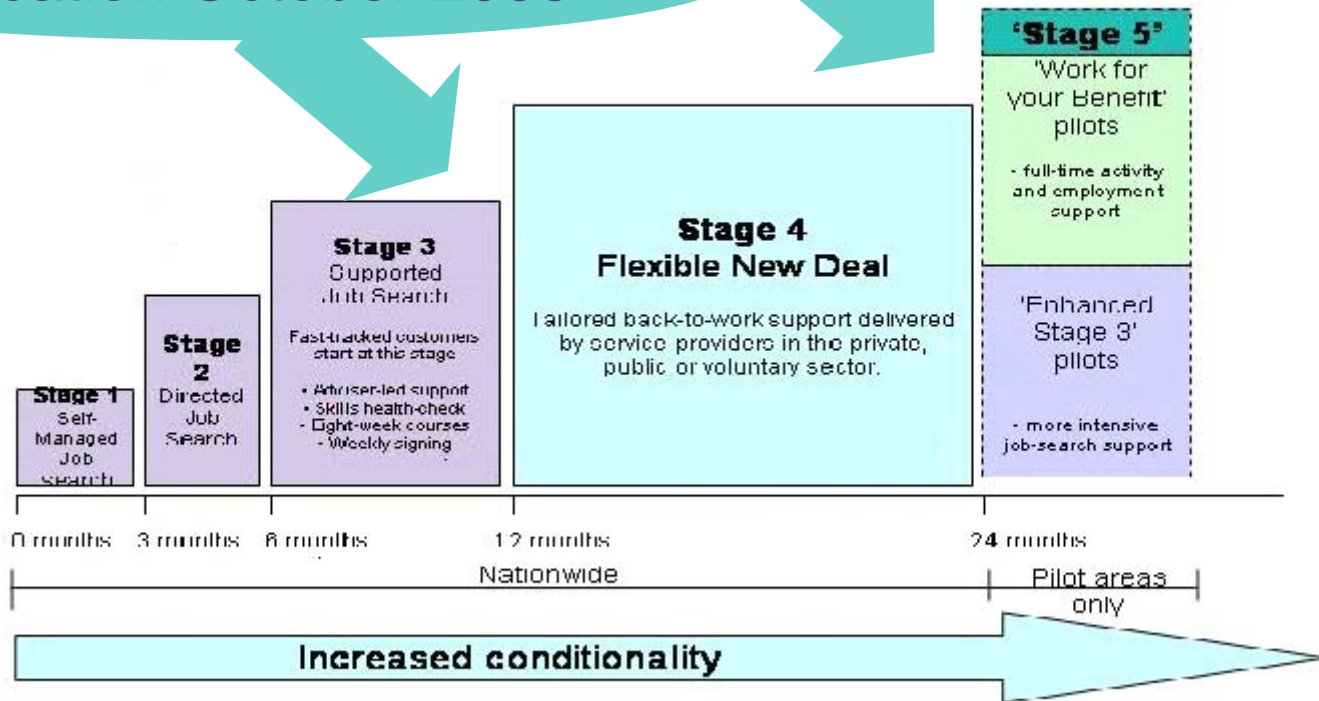 October
'Stage 5'
'Work for
your Benefit'
pilots
- full-time activity
and employment
support
'Enhanced
Stage 3'
pilots
- more intensive
job-search support
Stage 4
Flexible New Deal
Tailored back-to-work support delivered
by service providers in the private,
public or voluntary sector.
Stage 3
Supported
Job Search
Fast-tracked customers
start at this stage
• Adviser-led support
• Skills health-check
- Eight-week courses
- Weekly signing
Stage
2
Directed
Job
Search
Stage 1
Self-
Managed
Job
Search
0 months 3 months 6 months 12 months 24 months
Nationwide
Pilot areas
only
Increased conditionality